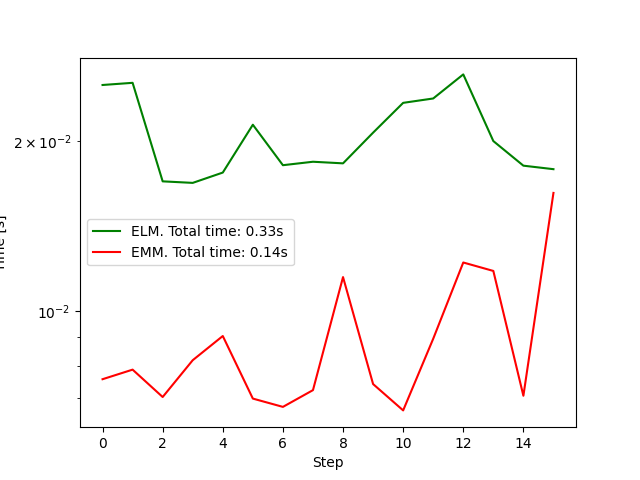 2 × 10⁻²
10⁻²
Time [s]
ELM. Total time: 0.33s
EMM. Total time: 0.14s
0 2 4 6 8 10 12 14
Step